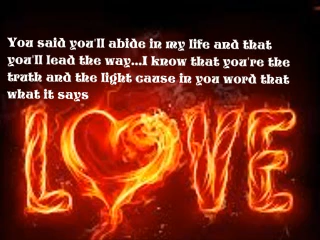 You said you'll abide in my life and that
you'll lead the way...I know that you're the
truth and the light cause in you word that
what it says
LOVE